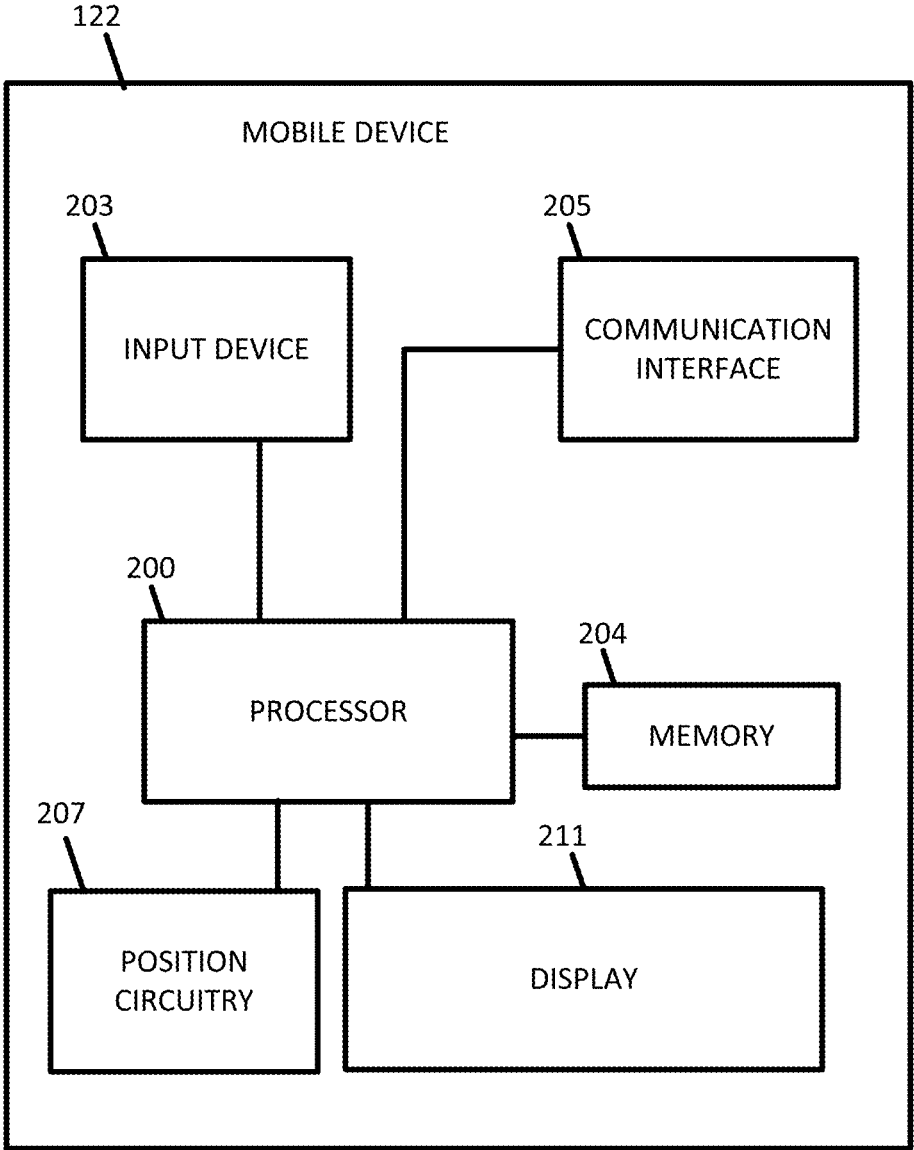 122
MOBILE DEVICE
203
205
INPUT DEVICE
COMMUNICATION
INTERFACE
200
204
PROCESSOR
MEMORY
207
211
POSITION
CIRCUITRY
DISPLAY